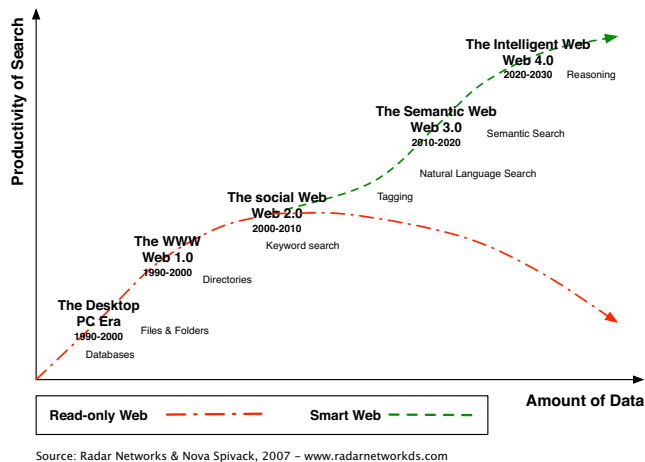 Productivity of Search
The Intelligent Web
Web 4.0
2020-2030
Reasoning
The Semantic Web
Web 3.0
2010-2020
Semantic Search
Natural Language Search
Tagging
The social Web
Web 2.0
2000-2010
Keyword search
The WWW
Web 1.0
1990-2000
Directories
The Desktop
PC Era
1990-2000
Files & Folders
Databases
Amount of Data
Read-only Web
Smart Web
Source: Radar Networks & Nova Spivack, 2007 – www.radarnetworkds.com